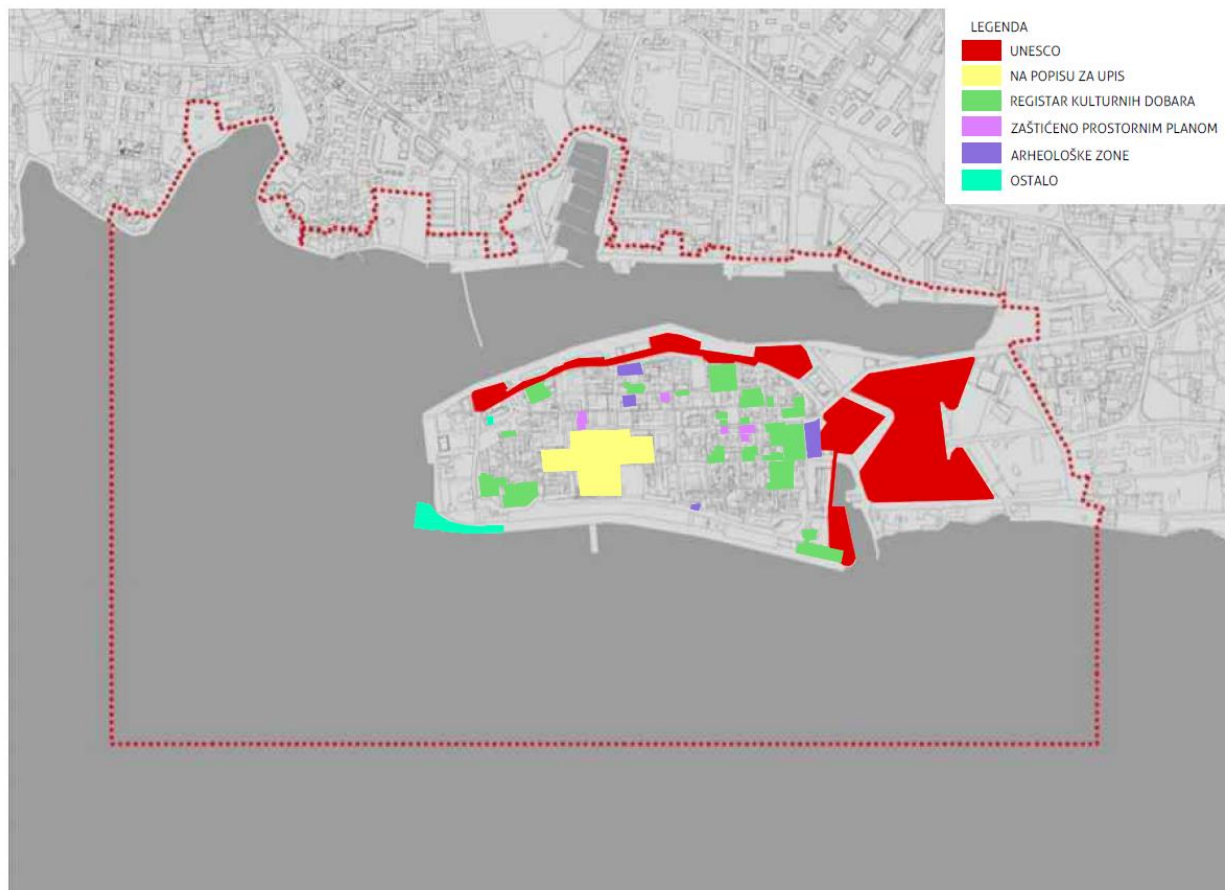 LEGENDA
UNESCO
NA POPISU ZA UPIS
REGISTAR KULTURNIH DOBARA
ZAŠTIĆENO PROSTORNIM PLANOM
ARHEOLOŠKE ZONE
OSTALO